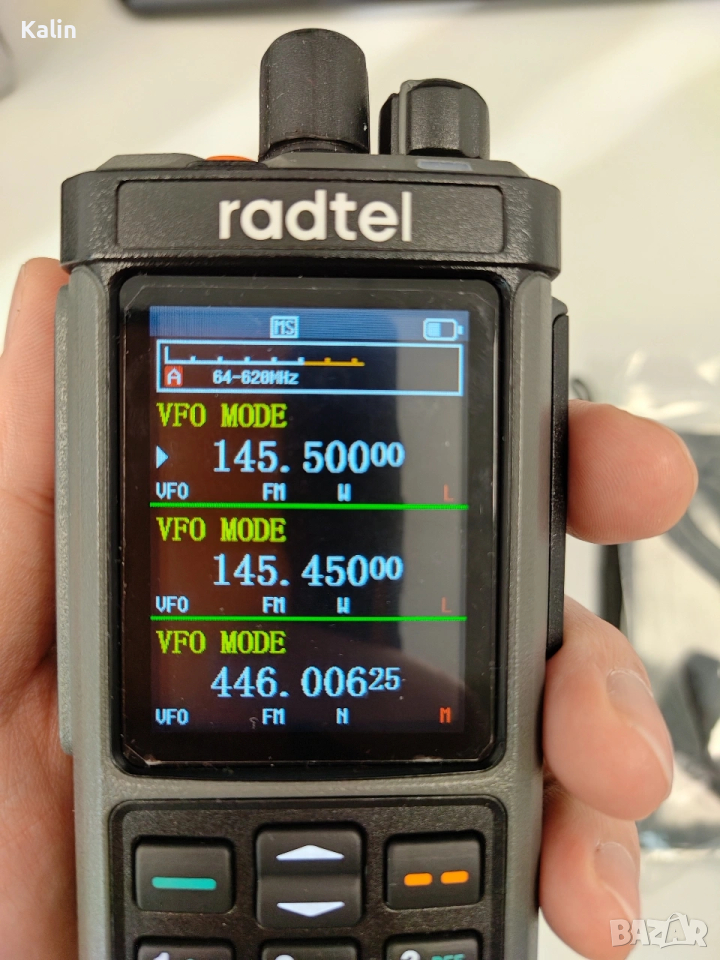 Kalin
radtel
MS
A 64-620MHz
VFO MODE
145.50000
VFO FM W L
VFO MODE
145.45000
VFO FM W L
VFO MODE
446.00625
VFO FM N M
BAZAR